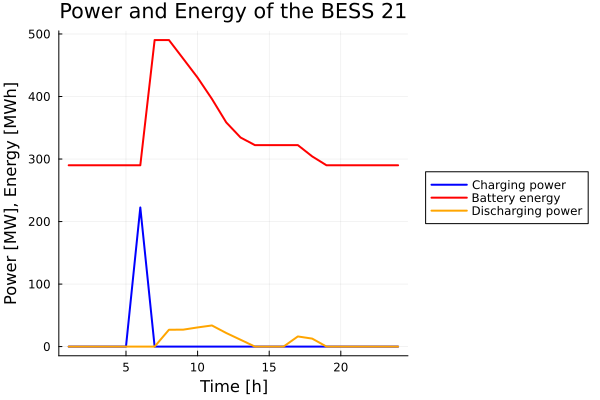 Power and Energy of the BESS 21
Power [MW], Energy [MWh]
500
400
300
200
100
0
5
10
15
20
Time [h]
Charging power
Battery energy
Discharging power